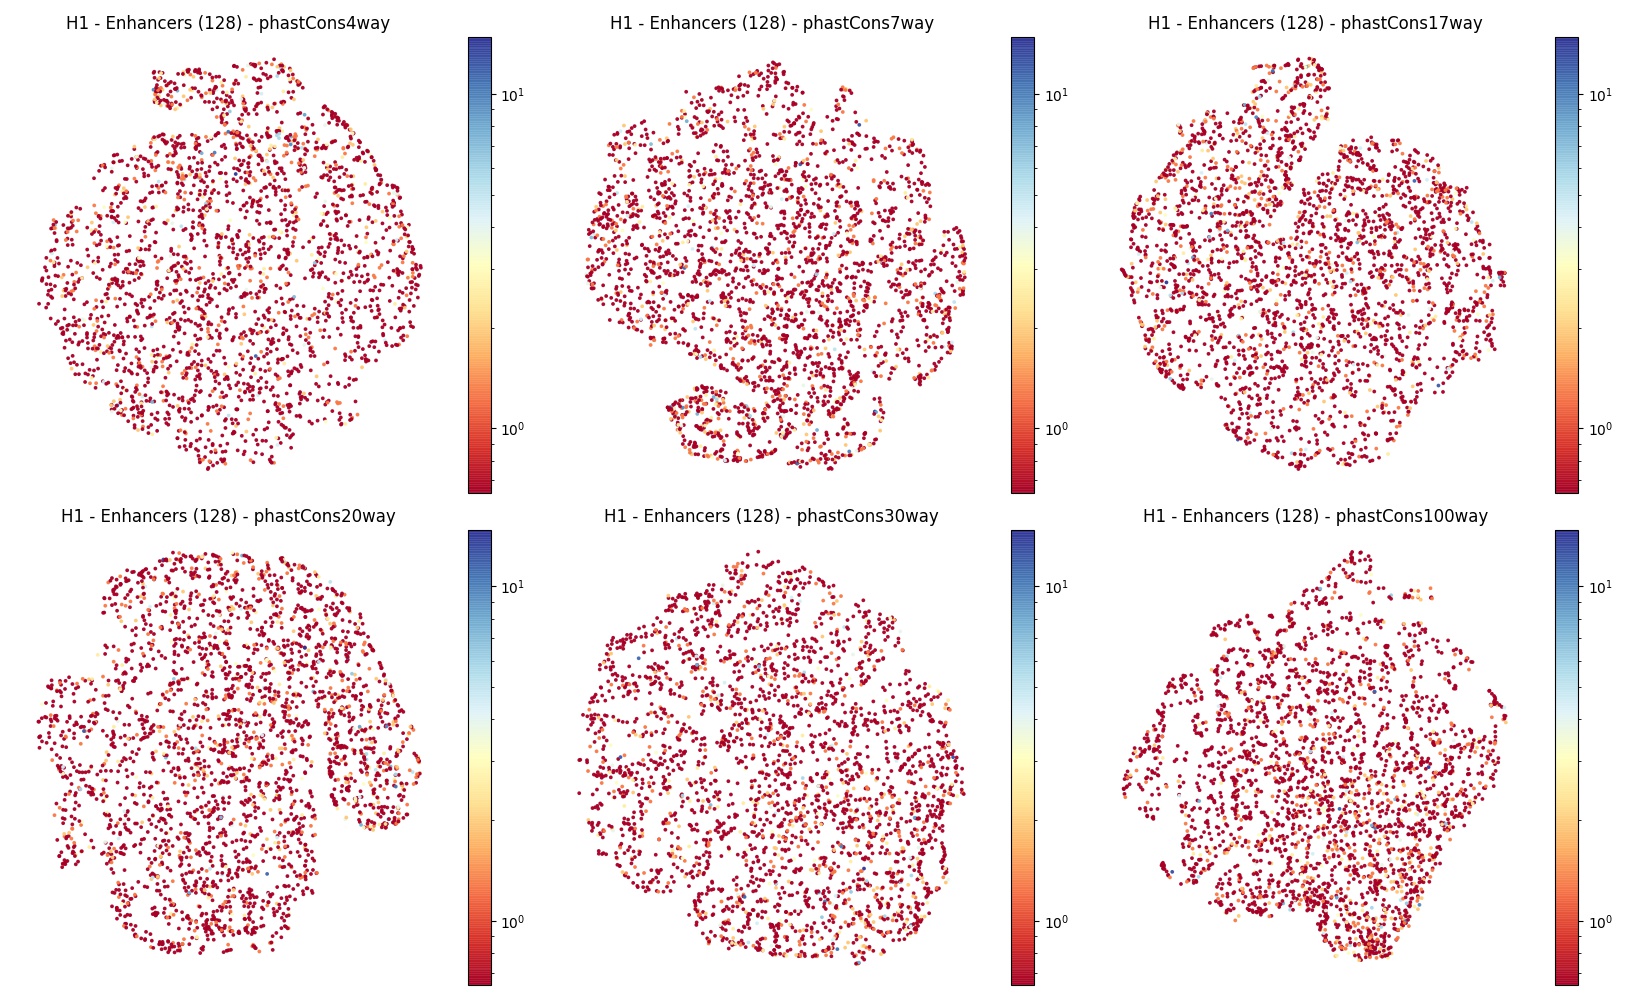 H1 - Enhancers (128) - phastCons4way
H1 - Enhancers (128) - phastCons7way
H1 - Enhancers (128) - phastCons17way
10¹
10⁰
10¹
10⁰
10¹
10⁰
H1 - Enhancers (128) - phastCons20way
H1 - Enhancers (128) - phastCons30way
H1 - Enhancers (128) - phastCons100way
10¹
10⁰
10¹
10⁰
10¹
10⁰